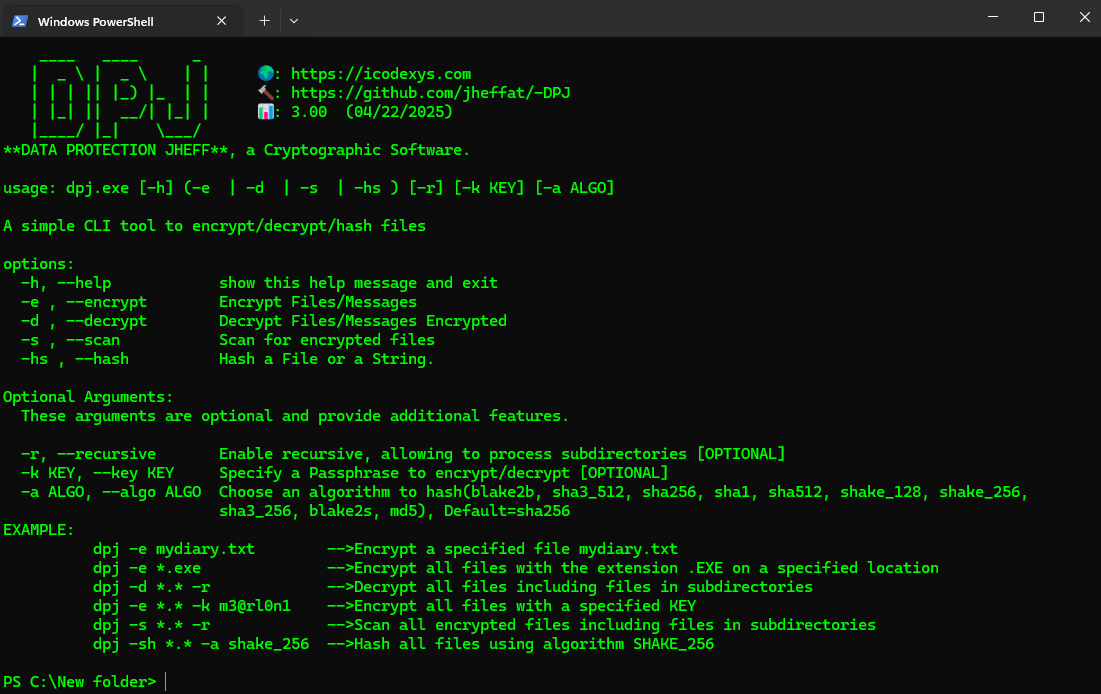 Windows PowerShell
 ____   ____      _
|  _ \ |  _ \    | |     🌍: https://icodexys.com
| | | || |_) |_  | |     🔨: https://github.com/jheffat/-DPJ
| |_| ||  __/| |_| |     📊: 3.00  (04/22/2025)
|____/ |_|    \___/
**DATA PROTECTION JHEFF**, a Cryptographic Software.
usage: dpj.exe [-h] (-e  | -d  | -s  | -hs ) [-r] [-k KEY] [-a ALGO]
A simple CLI tool to encrypt/decrypt/hash files
options:
  -h, --help            show this help message and exit
  -e , --encrypt        Encrypt Files/Messages
  -d , --decrypt        Decrypt Files/Messages Encrypted
  -s , --scan           Scan for encrypted files
  -hs , --hash          Hash a File or a String.
Optional Arguments:
  These arguments are optional and provide additional features.
  -r, --recursive       Enable recursive, allowing to process subdirectories [OPTIONAL]
  -k KEY, --key KEY     Specify a Passphrase to encrypt/decrypt [OPTIONAL]
  -a ALGO, --algo ALGO  Choose an algorithm to hash(blake2b, sha3_512, sha256, sha1, sha512, shake_128, shake_256,
                        sha3_256, blake2s, md5), Default=sha256
EXAMPLE:
          dpj -e mydiary.txt        -->Encrypt a specified file mydiary.txt
          dpj -e *.exe              -->Encrypt all files with the extension .EXE on a specified location
          dpj -d *.* -r             -->Decrypt all files including files in subdirectories
          dpj -e *.* -k m3@rl0n1    -->Encrypt all files with a specified KEY
          dpj -s *.* -r             -->Scan all encrypted files including files in subdirectories
          dpj -sh *.* -a shake_256  -->Hash all files using algorithm SHAKE_256
PS C:\New folder>